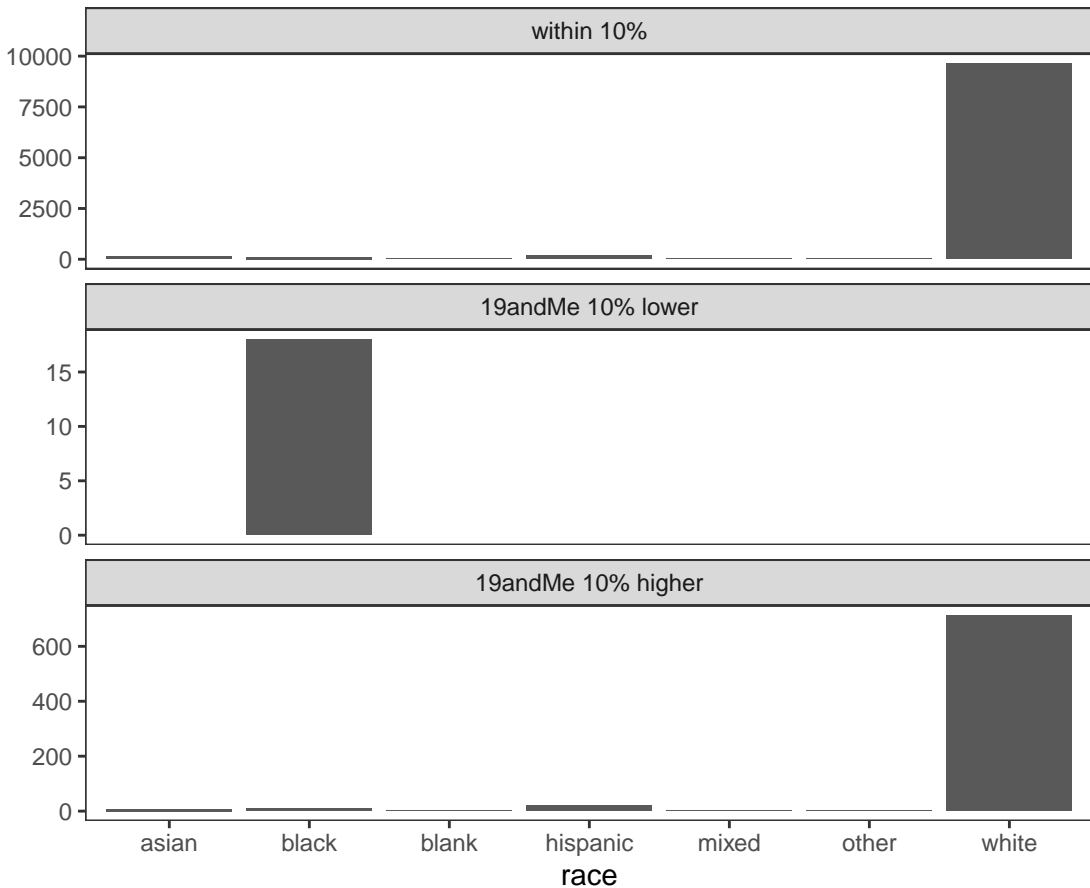 within 10%
10000
7500
5000
2500
0
19andMe 10% lower
15
10
5
0
19andMe 10% higher
600
400
200
0
asian black blank hispanic mixed other white
race